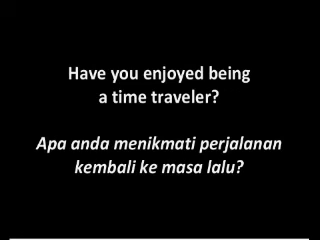 Have you enjoyed being
a time traveler?
Apa anda menikmati perjalanan
kembali ke masa lalu?